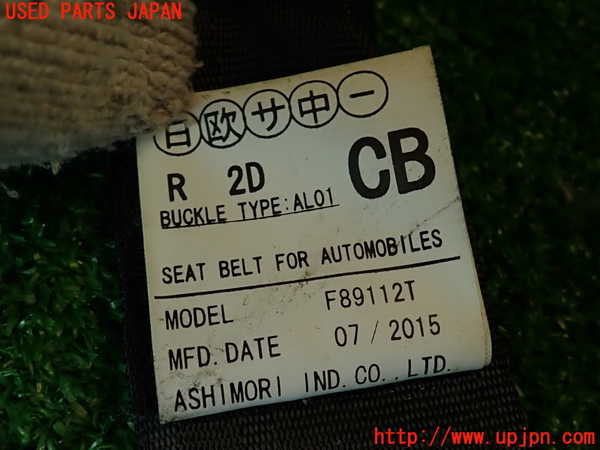 USED PARTS JAPAN
自欧サ中一
R 2D CB
BUCKLE TYPE:AL01
SEAT BELT FOR AUTOMOBILES
MODEL F89112T
MFD. DATE 07/2015
ASHIMORI IND. CO., LTD.
http://www.upjpn.com